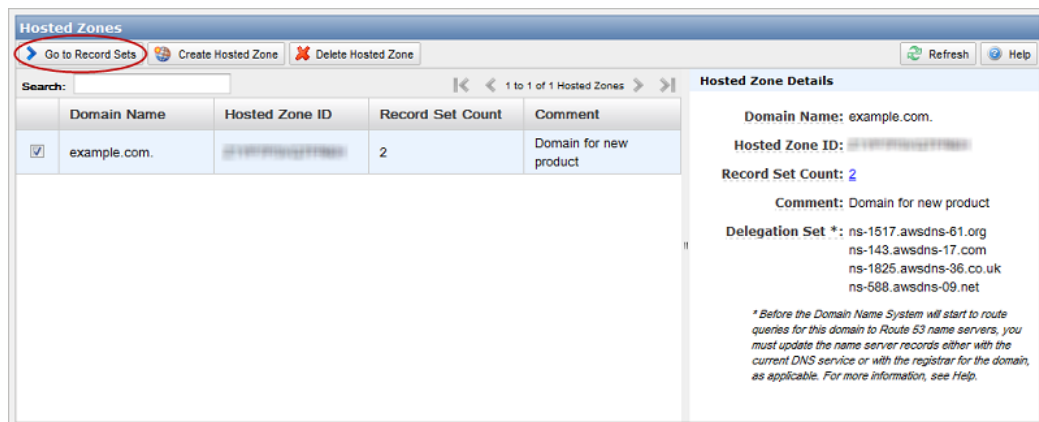 Hosted Zones
Go to Record Sets Create Hosted Zone Delete Hosted Zone Refresh Help
Search: 1 to 1 of 1 Hosted Zones
Domain Name Hosted Zone ID Record Set Count Comment
example.com. 2 Domain for new
product
Hosted Zone Details
Domain Name: example.com.
Hosted Zone ID:
Record Set Count: 2
Comment: Domain for new product
Delegation Set *: ns-1517.awsdns-61.org
ns-143.awsdns-17.com
ns-1825.awsdns-36.co.uk
ns-588.awsdns-09.net
* Before the Domain Name System will start to route
queries for this domain to Route 53 name servers, you
must update the name server records either with the
current DNS service or with the registrar for the domain,
as applicable. For more information, see Help.